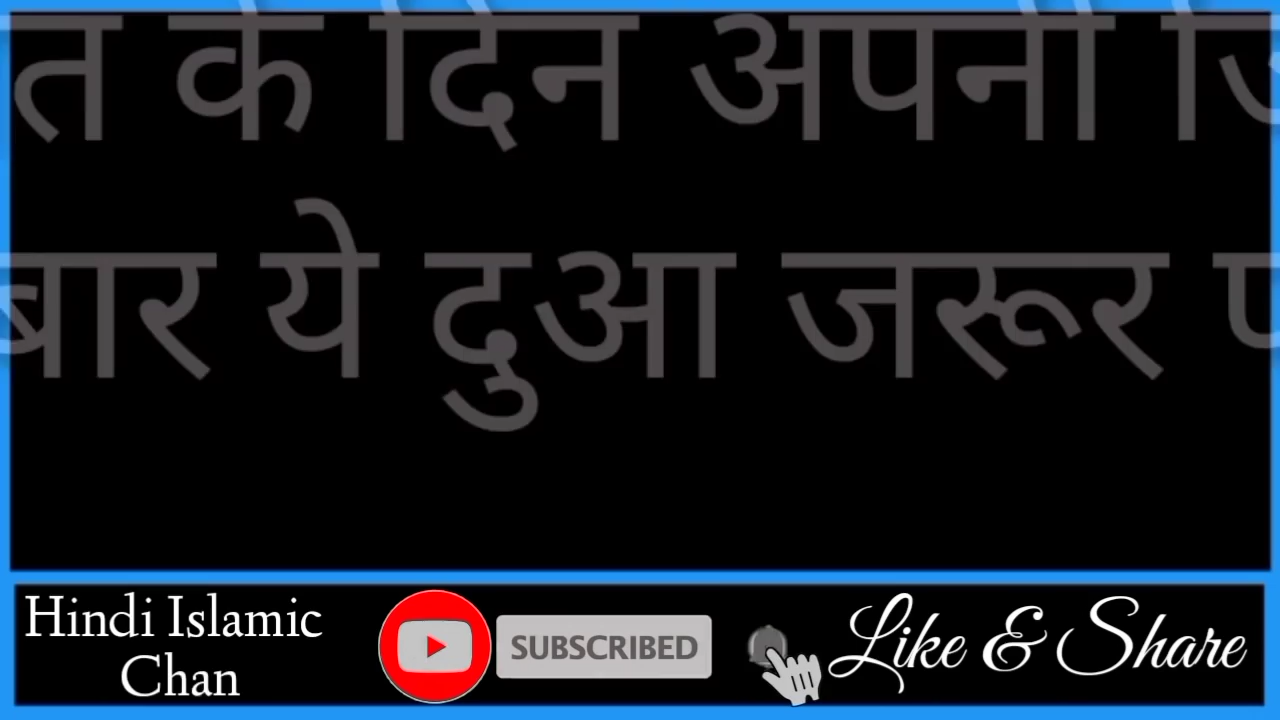 त के दिन अपनी
बार ये दुआ जरूर
Hindi Islamic
Chan
SUBSCRIBED
Like & Share